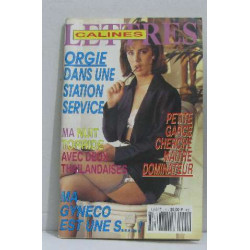 LETTRES
CALINES
ORGIE
DANS UNE
STATION
SERVICE
PETITE
GARCE
CHERCHE
MAITRE
DOMINATEUR
MA NUIT
TORRIDE
AVEC DEUX
THAILANDAISES
MA
GYNECO
EST UNE S...